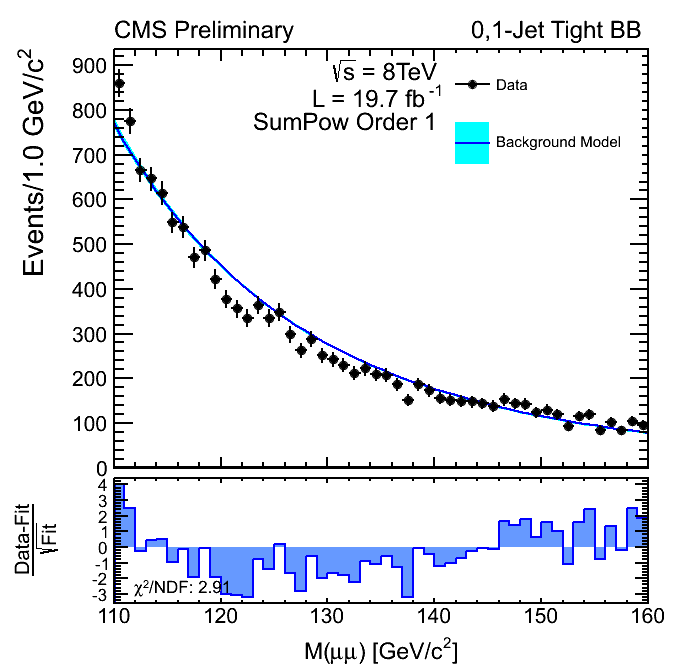 CMS Preliminary
0,1-Jet Tight BB
√s = 8TeV
L = 19.7 fb⁻¹
SumPow Order 1
Data
Background Model
Events/1.0 GeV/c²
900
800
700
600
500
400
300
200
100
0
Data-Fit
√Fit
4
3
2
1
0
-1
-2
-3
χ²/NDF: 2.91
110 120 130 140 150 160
M(μμ) [GeV/c²]